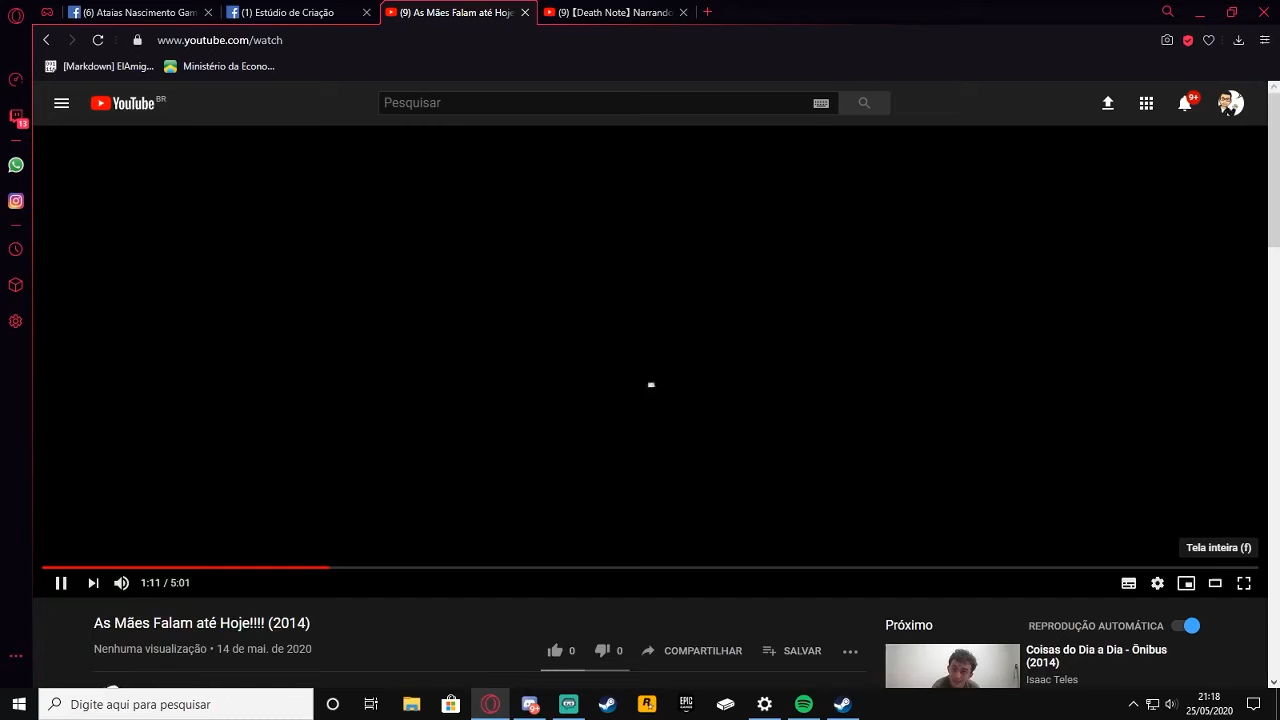 (6) Ataís Nascimento Gam
(1) Estúdio de Criação
(9) As Mães Falam até Hoje
(9) 【Death Note】 Narrando
www.youtube.com/watch
[Markdown] ElAmig...
Ministério da Econo...
13
YouTube BR
Pesquisar
9+
Tela inteira (f)
1:11 / 5:01
As Mães Falam até Hoje!!!! (2014)
Nenhuma visualização • 14 de mai. de 2020
0
0
COMPARTILHAR
SALVAR
Próximo
REPRODUÇÃO AUTOMÁTICA
Coisas do Dia a Dia - Ônibus
(2014)
Isaac Teles
Digite aqui para pesquisar
EPIC
21:18
25/05/2020